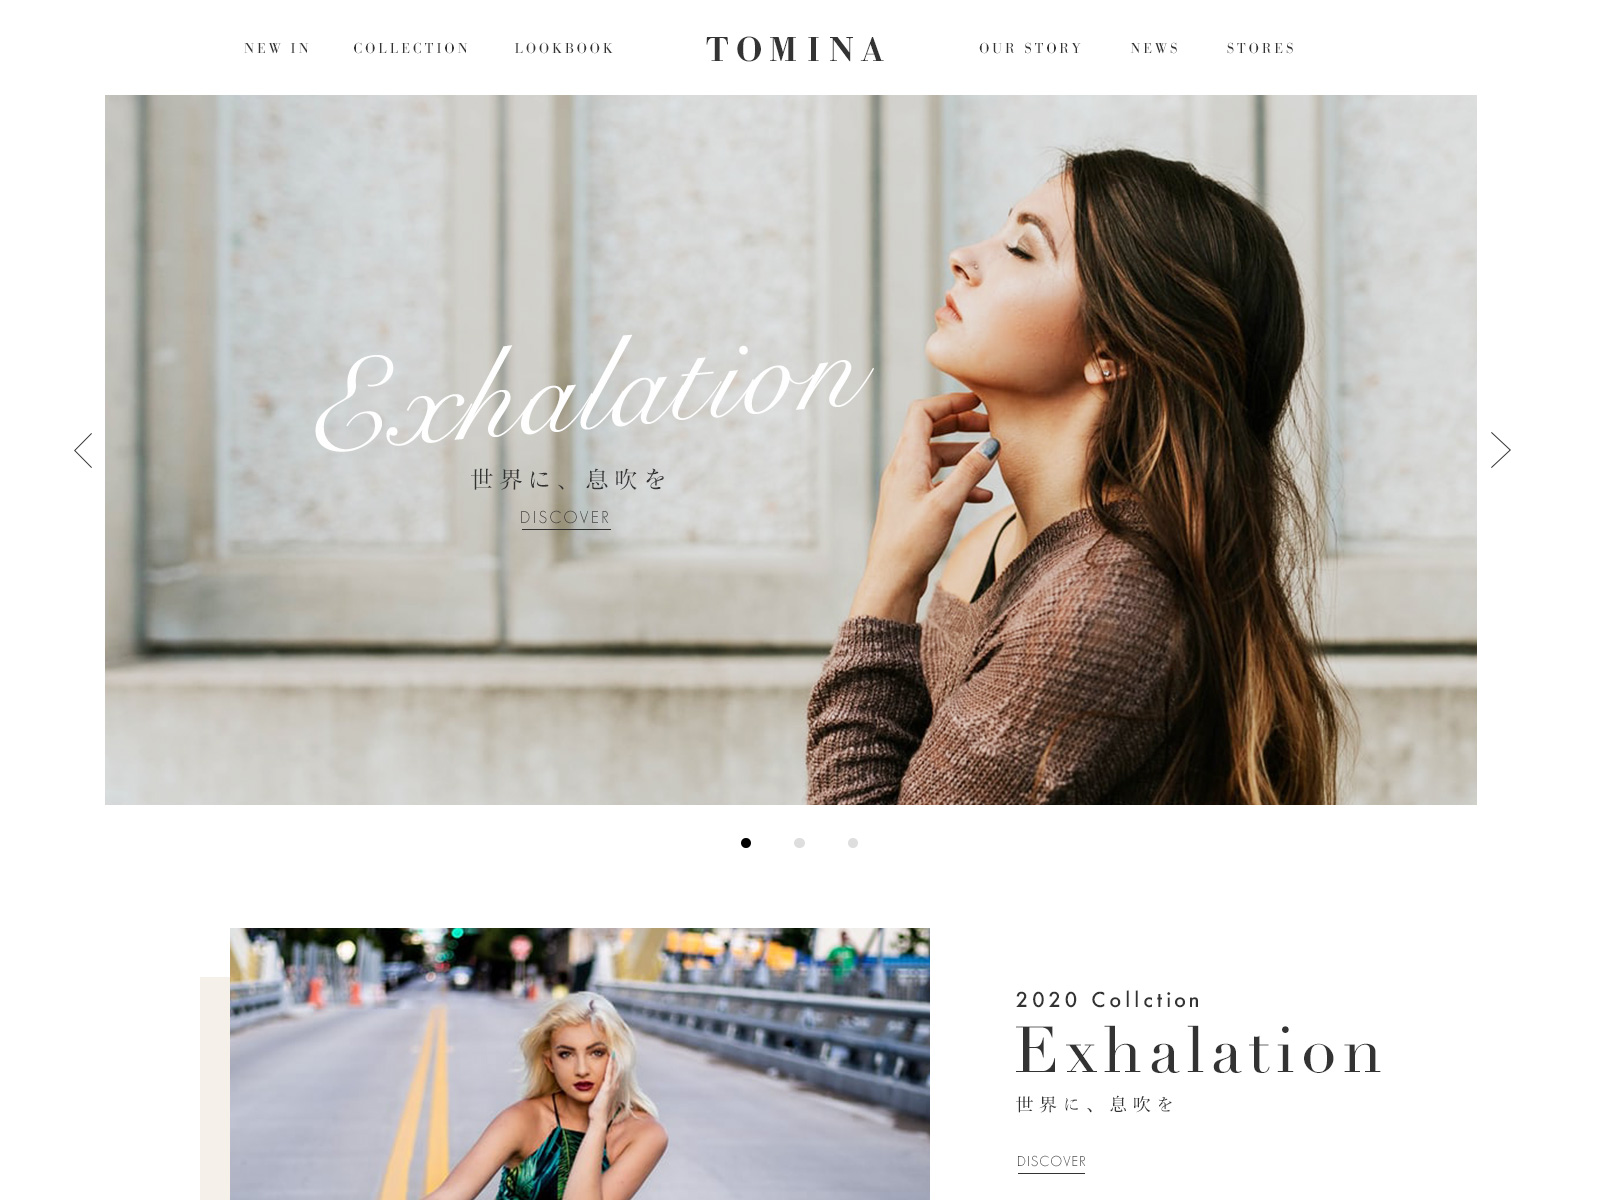 NEW IN COLLECTION LOOKBOOK TOMINA OUR STORY NEWS STORES
Exhalation
世界に、息吹を
DISCOVER
2020 Collction
Exhalation
世界に、息吹を
DISCOVER